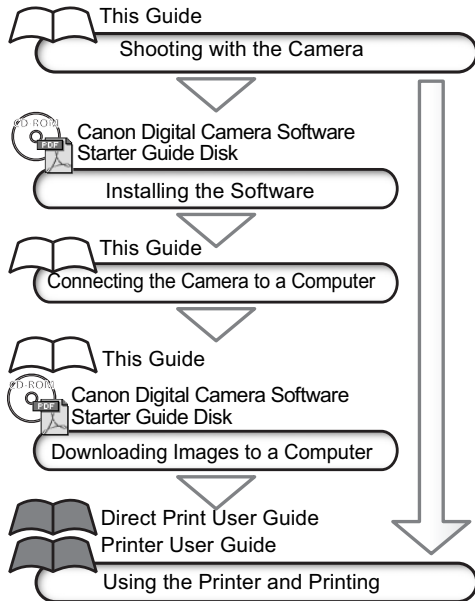 This Guide
Shooting with the Camera
CD-ROM
PDF
Canon Digital Camera Software
Starter Guide Disk
Installing the Software
This Guide
Connecting the Camera to a Computer
This Guide
CD-ROM
PDF
Canon Digital Camera Software
Starter Guide Disk
Downloading Images to a Computer
Direct Print User Guide
Printer User Guide
Using the Printer and Printing